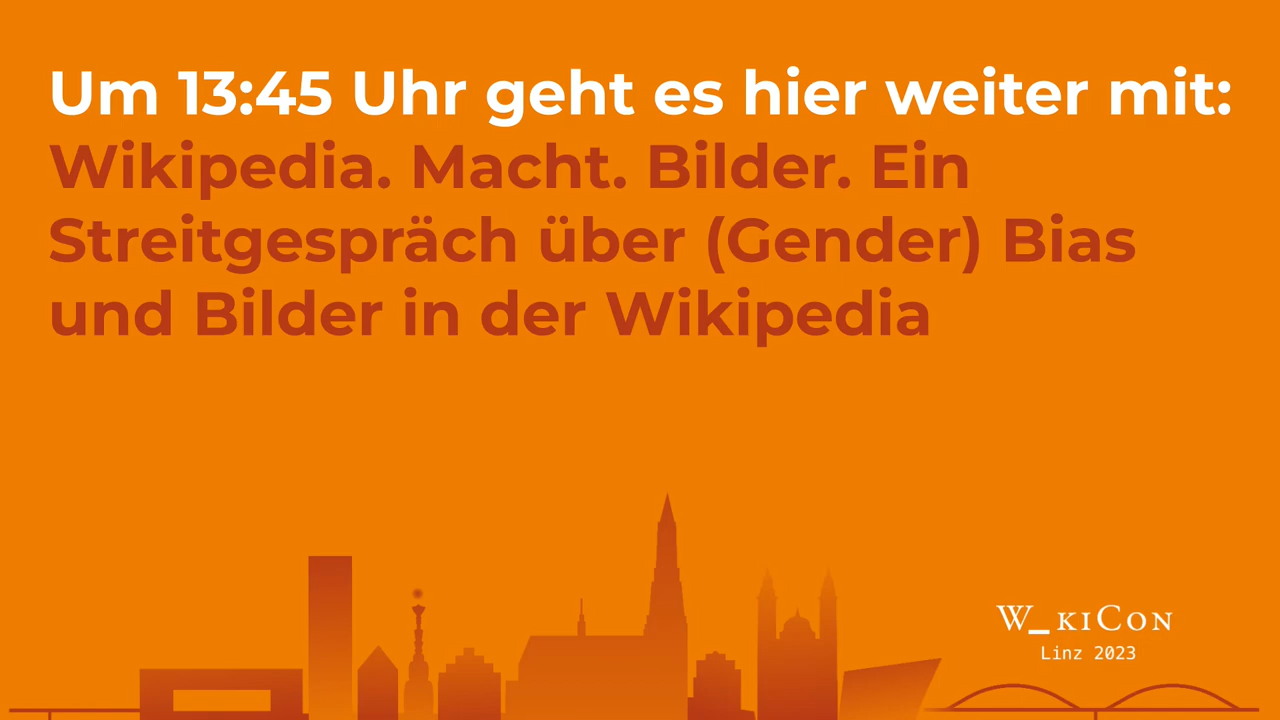 Um 13:45 Uhr geht es hier weiter mit:
Wikipedia. Macht. Bilder. Ein
Streitgespräch über (Gender) Bias
und Bilder in der Wikipedia
W_KICON
Linz 2023